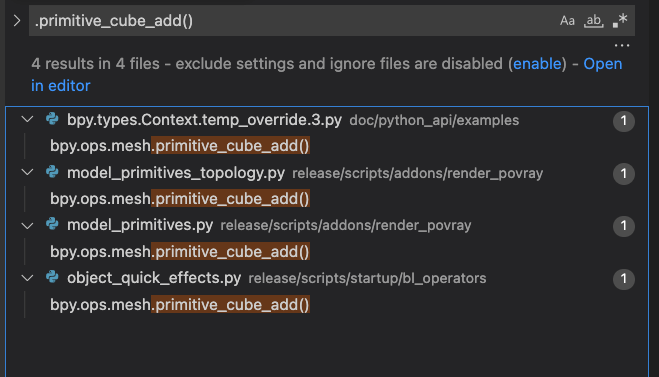 .primitive_cube_add()
Aa ab .*
...
4 results in 4 files - exclude settings and ignore files are disabled (enable) - Open
in editor
bpy.types.Context.temp_override.3.py doc/python_api/examples 1
bpy.ops.mesh.primitive_cube_add()
model_primitives_topology.py release/scripts/addons/render_povray 1
bpy.ops.mesh.primitive_cube_add()
model_primitives.py release/scripts/addons/render_povray 1
bpy.ops.mesh.primitive_cube_add()
object_quick_effects.py release/scripts/startup/bl_operators 1
bpy.ops.mesh.primitive_cube_add()